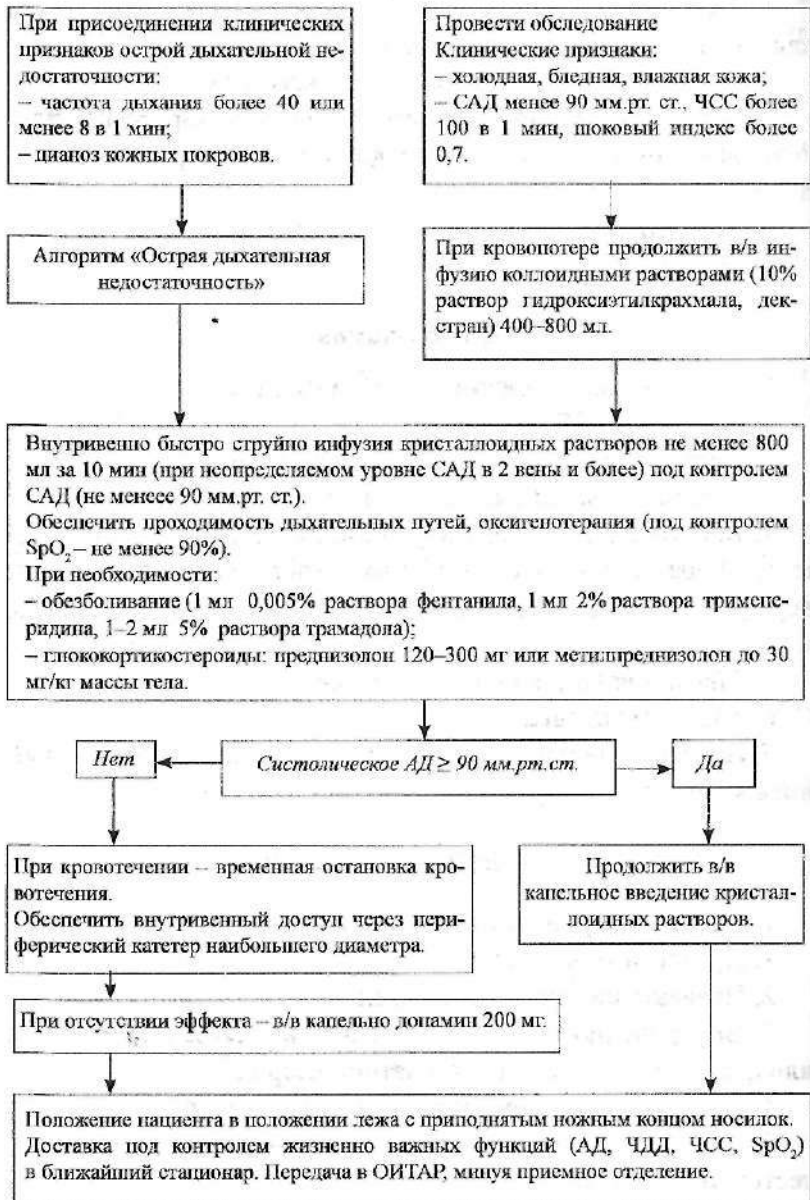 При присоединении клинических
признаков острой дыхательной не-
достаточности:
– частота дыхания более 40 или
менее 8 в 1 мин;
– цианоз кожных покровов.
Провести обследование
Клинические признаки:
– холодная, бледная, влажная кожа;
– САД менее 90 мм.рт. ст., ЧСС более
100 в 1 мин, шоковый индекс более
0,7.
Алгоритм «Острая дыхательная
недостаточность»
При кровопотере продолжить в/в ин-
фузию коллоидными растворами (10%
раствор гидроксиэтилкрахмала, дек-
стран) 400–800 мл.
Внутривенно быстро струйно инфузия кристаллоидных растворов не менее 800
мл за 10 мин (при неопределяемом уровне САД в 2 вены и более) под контролем
САД (не менеее 90 мм.рт. ст.).
Обеспечить проходимость дыхательных путей, оксигенотерапия (под контролем
SpO₂ – не менее 90%).
При необходимости:
– обезболивание (1 мл 0,005% раствора фентанила, 1 мл 2% раствора тримепе-
ридина, 1–2 мл 5% раствора трамадола);
– глюкокортикостероиды: преднизолон 120–300 мг или метилпреднизолон до 30
мг/кг массы тела.
Нет
Систолическое АД ≥ 90 мм.рт.ст.
Да
При кровотечении – временная остановка кро-
вотечения.
Обеспечить внутривенный доступ через пери-
ферический катетер наибольшего диаметра.
Продолжить в/в
капельное введение кристал-
лоидных растворов.
При отсутствии эффекта – в/в капельно допамин 200 мг.
Положение пациента в положении лежа с приподнятым ножным концом носилок.
Доставка под контролем жизненно важных функций (АД, ЧДД, ЧСС, SpO₂)
в ближайший стационар. Передача в ОИТАР, минуя приемное отделение.